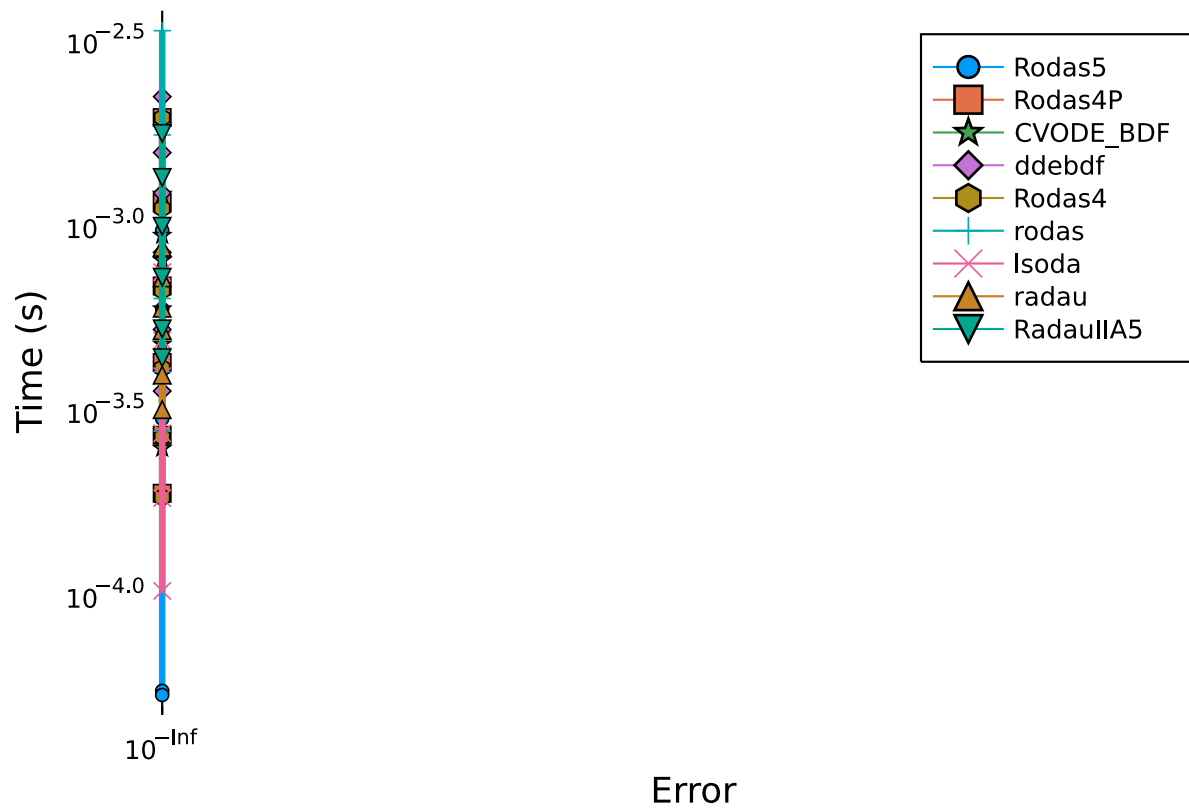 10^−2.5
10^−3.0
10^−3.5
10^−4.0
Time (s)
10^−Inf
Error
Rodas5
Rodas4P
CVODE_BDF
ddebdf
Rodas4
rodas
lsoda
radau
RadauIIA5